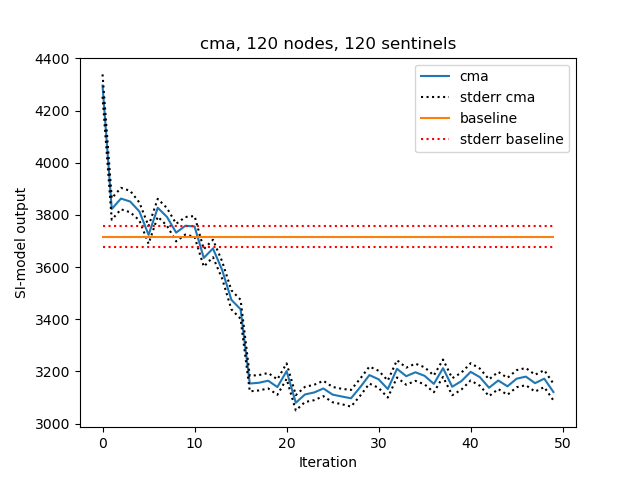 cma, 120 nodes, 120 sentinels
4400
4200
4000
3800
3600
3400
3200
3000
SI-model output
cma
stderr cma
baseline
stderr baseline
0
10
20
30
40
50
Iteration